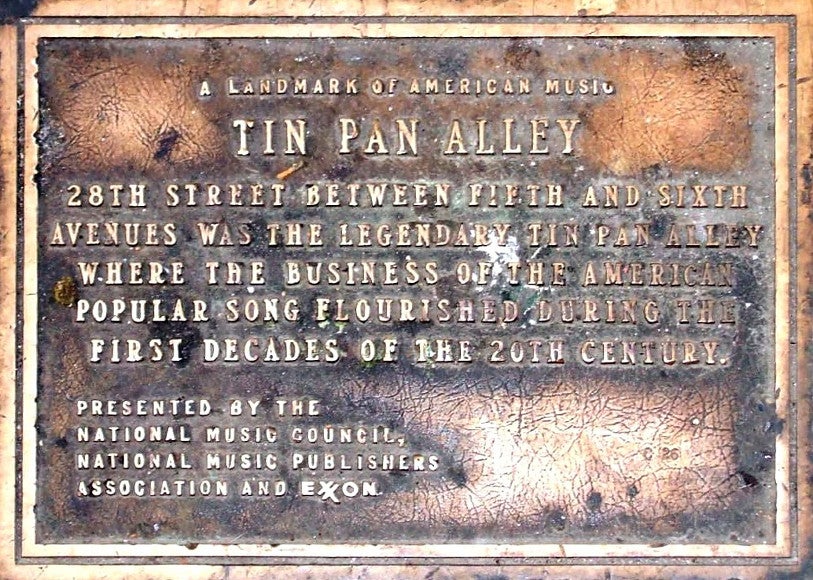 A LANDMARK OF AMERICAN MUSIC
TIN PAN ALLEY
28TH STREET BETWEEN FIFTH AND SIXTH
AVENUES WAS THE LEGENDARY TIN PAN ALLEY
WHERE THE BUSINESS OF THE AMERICAN
POPULAR SONG FLOURISHED DURING THE
FIRST DECADES OF THE 20TH CENTURY.
PRESENTED BY THE
NATIONAL MUSIC COUNCIL,
NATIONAL MUSIC PUBLISHERS
ASSOCIATION AND EXXON